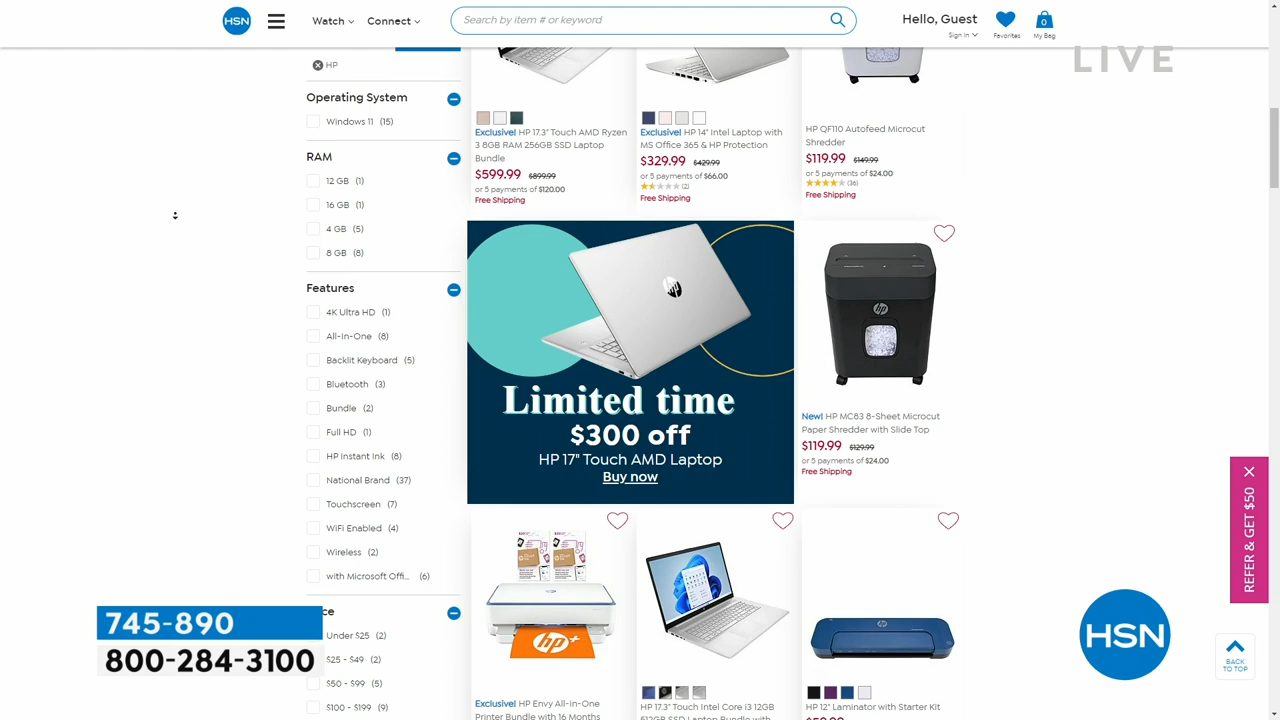 HSN
Watch
Connect
Search by item # or keyword
Hello, Guest
Sign In
Favorites
0
My Bag
LIVE
HP
Operating System
Windows 11 (15)
RAM
12 GB (1)
16 GB (1)
4 GB (5)
8 GB (8)
Features
4K Ultra HD (1)
All-In-One (8)
Backlit Keyboard (5)
Bluetooth (3)
Bundle (2)
Full HD (1)
HP Instant Ink (8)
National Brand (37)
Touchscreen (7)
WiFi Enabled (4)
Wireless (2)
with Microsoft Offi... (6)
ce
Under $25 (2)
$25 - $49 (2)
$50 - $99 (5)
$100 - $199 (9)
Exclusive! HP 17.3" Touch AMD Ryzen
3 8GB RAM 256GB SSD Laptop
Bundle
$599.99 $899.99
or 5 payments of $120.00
Free Shipping
Exclusive! HP 14" Intel Laptop with
MS Office 365 & HP Protection
$329.99 $429.99
or 5 payments of $66.00
(2)
Free Shipping
HP QF110 Autofeed Microcut
Shredder
$119.99 $149.99
or 5 payments of $24.00
(36)
Free Shipping
hp
Limited time
$300 off
HP 17" Touch AMD Laptop
Buy now
hp
New! HP MC83 8-Sheet Microcut
Paper Shredder with Slide Top
$119.99 $129.99
or 5 payments of $24.00
Free Shipping
hp+
Exclusive! HP Envy All-in-One
Printer Bundle with 16 Months
HP 17.3" Touch Intel Core i3 12GB
512GB SSD Laptop Bundle with
hp
HP 12" Laminator with Starter Kit
REFER & GET $50
745-890
800-284-3100
HSN
BACK
TO TOP